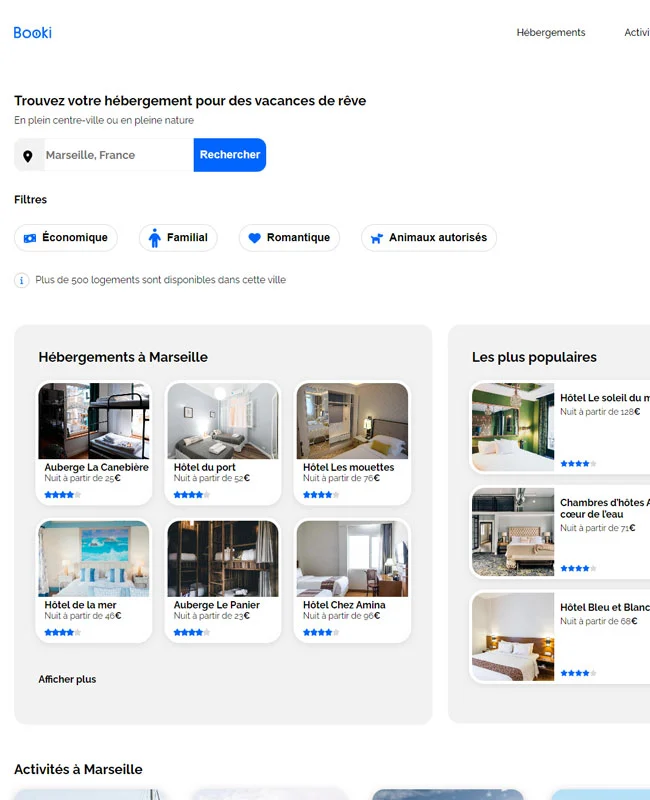 Booki
Hébergements
Trouvez votre hébergement pour des vacances de rêve
En plein centre-ville ou en pleine nature
Marseille, France
Rechercher
Filtres
Économique
Familial
Romantique
Animaux autorisés
Plus de 500 logements sont disponibles dans cette ville
Hébergements à Marseille
Auberge La Canebière
Nuit à partir de 25€
Hôtel du port
Nuit à partir de 52€
Hôtel Les mouettes
Nuit à partir de 76€
Hôtel de la mer
Nuit à partir de 46€
Auberge Le Panier
Nuit à partir de 23€
Hôtel Chez Amina
Nuit à partir de 96€
Afficher plus
Les plus populaires
Hôtel Le soleil du
Nuit à partir de 128€
Chambres d'hôtes
cœur de l'eau
Nuit à partir de 71€
Hôtel Bleu et Blanc
Nuit à partir de 68€
Activités à Marseille